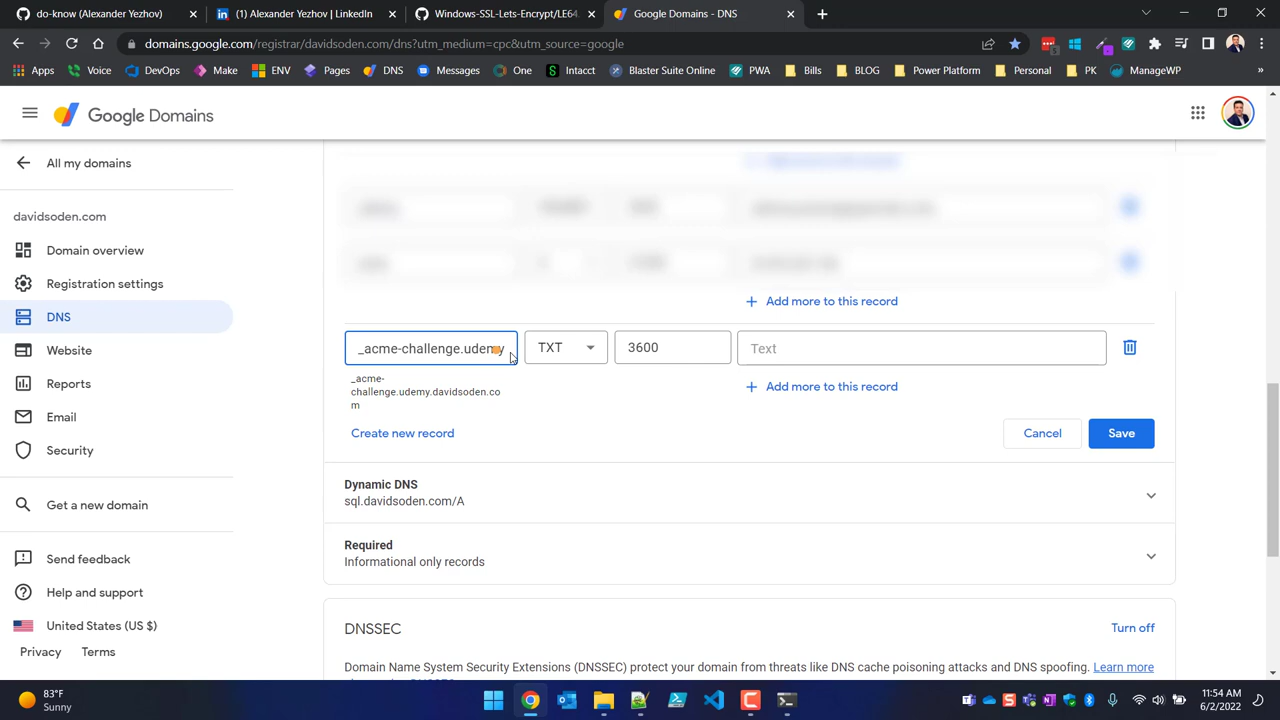 do-knows
(1) Alexander Yezhov | LinkedIn
Windows-SSL-Lets-Encrypt/LE64.
Google Domains - DNS
domains.google.com/registrar/davidsoden.com/dns?utm_medium=cpc&utm_source=google
Apps
Voice
DevOps
Make
ENV
Pages
DNS
Messages
One
Intacct
Blaster Suite Online
PWA
Bills
BLOG
Power Platform
Personal
PK
ManageWP
»
Google Domains
All my domains
davidsoden.com
Domain overview
Registration settings
DNS
Website
Reports
Email
Security
Get a new domain
Send feedback
Help and support
United States (US $)
Privacy Terms
+ Add more to this record
_acme-challenge.udemy TXT 3600 Text
_acme-
challenge.udemy.davidsoden.co
m
+ Add more to this record
Create new record
Cancel
Save
Dynamic DNS
sql.davidsoden.com/A
Required
Informational only records
DNSSEC
Turn off
Domain Name System Security Extensions (DNSSEC) protect your domain from threats like DNS cache poisoning attacks and DNS spoofing. Learn more
83°F
Sunny
11:54 AM
6/2/2022